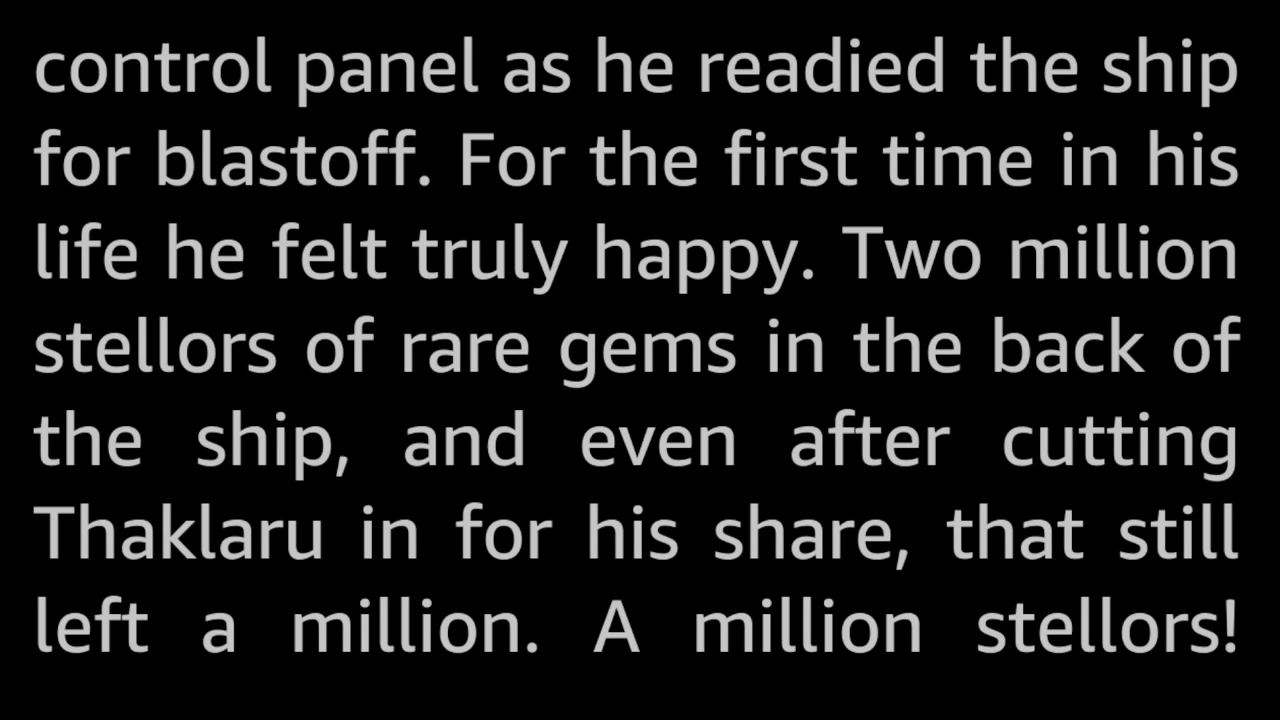 control panel as he readied the ship
for blastoff. For the first time in his
life he felt truly happy. Two million
stellors of rare gems in the back of
the ship, and even after cutting
Thaklaru in for his share, that still
left a million. A million stellors!